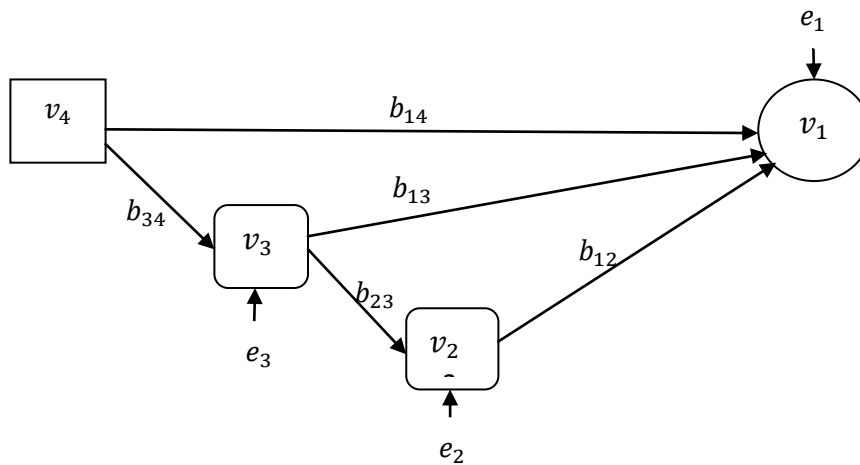 e₁
v₄
b₁₄
v₁
b₃₄
b₁₃
v₃
b₁₂
b₂₃
v₂
e₃
e₂